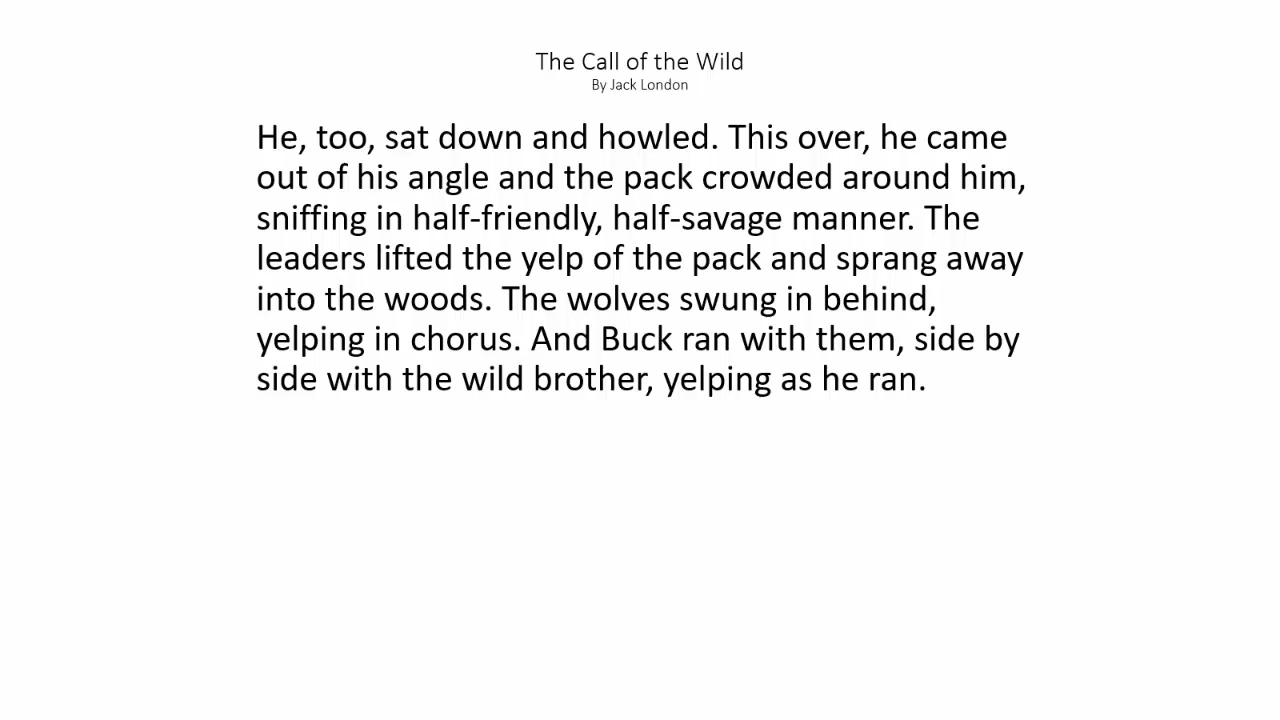 The Call of the Wild
By Jack London
He, too, sat down and howled. This over, he came
out of his angle and the pack crowded around him,
sniffing in half-friendly, half-savage manner. The
leaders lifted the yelp of the pack and sprang away
into the woods. The wolves swung in behind,
yelping in chorus. And Buck ran with them, side by
side with the wild brother, yelping as he ran.